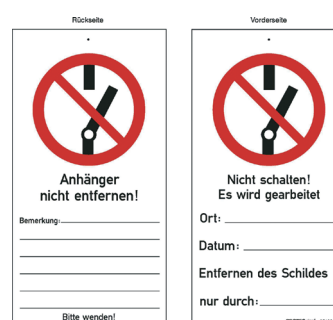 Rückseite
Anhänger
nicht entfernen!
Bemerkung:
Bitte wenden!
Vorderseite
Nicht schalten!
Es wird gearbeitet
Ort:
Datum:
Entfernen des Schildes
nur durch: